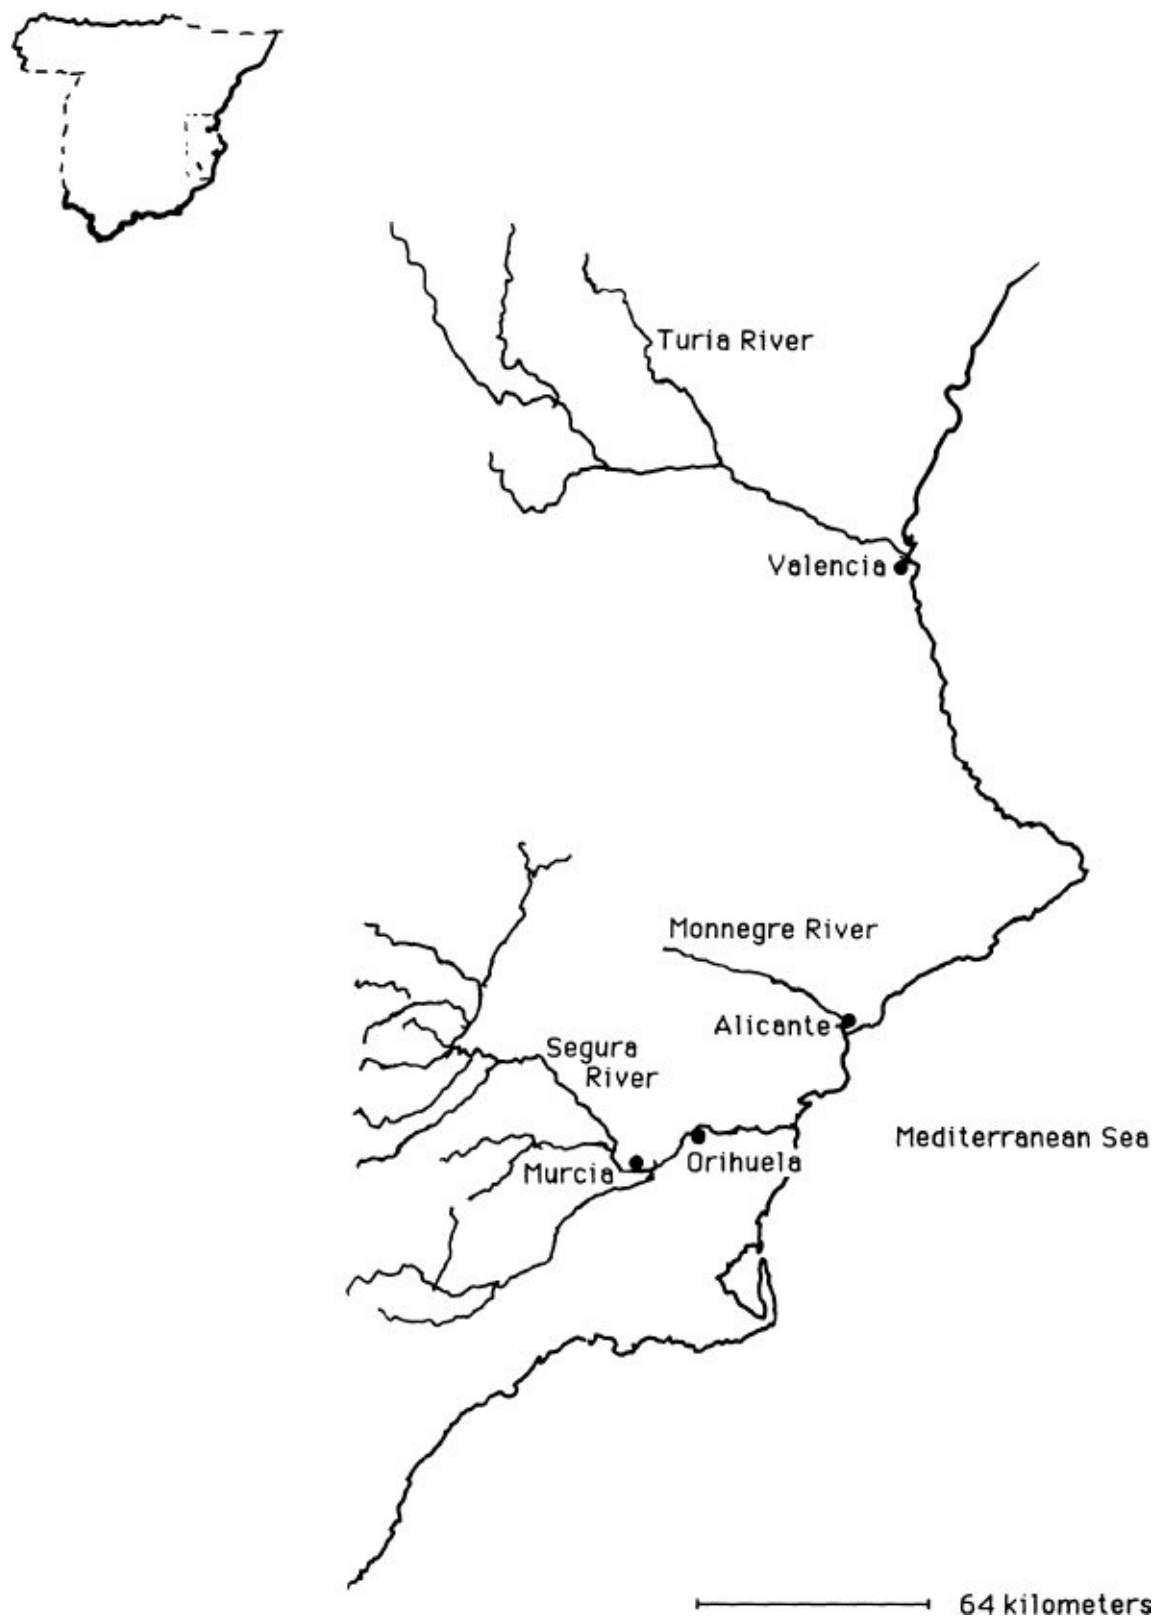 Turia River
Valencia
Monnegre River
Alicante
Segura
River
Mediterranean Sea
Orihuela
Murcia
64 kilometers